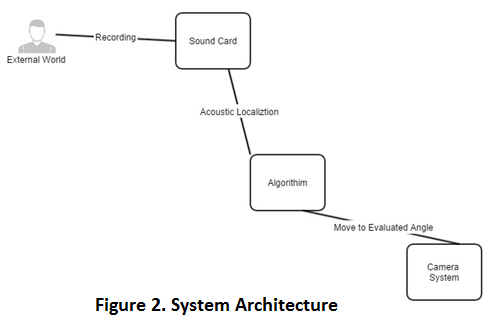 External World
Recording
Sound Card
Acoustic Localiztion
Algorithim
Move to Evaluated Angle
Camera
System
Figure 2. System Architecture